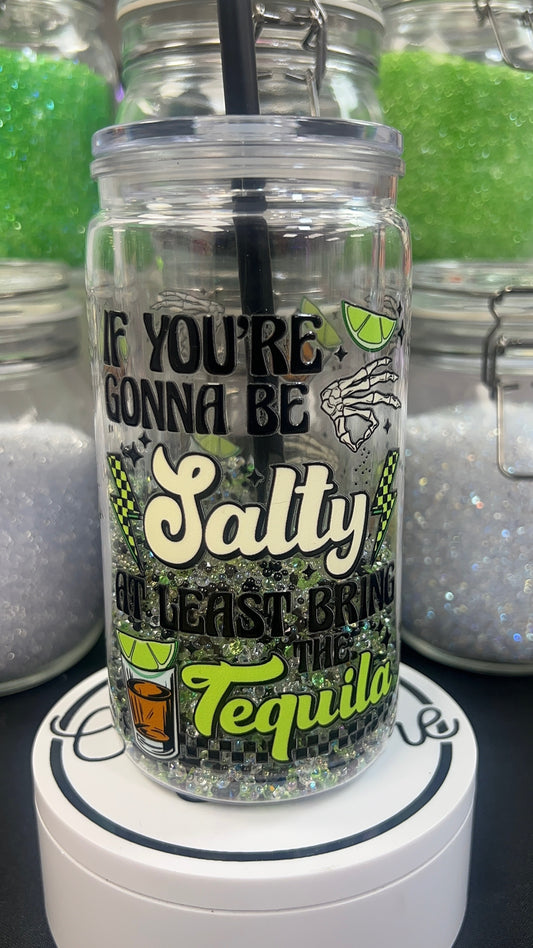 IF YOU'RE
GONNA BE
Salty
AT LEAST BRING
THE
Tequila